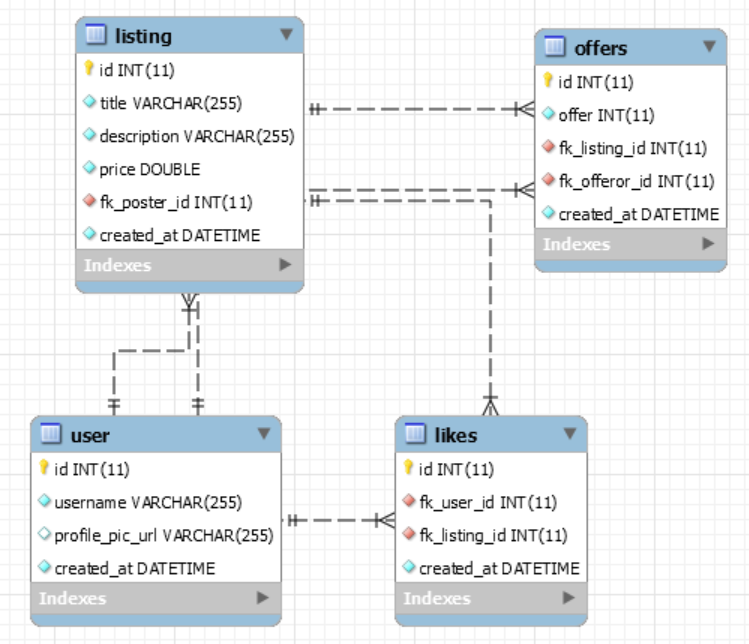 listing
id INT(11)
title VARCHAR(255)
description VARCHAR(255)
price DOUBLE
fk_poster_id INT(11)
created_at DATETIME
Indexes
offers
id INT(11)
offer INT(11)
fk_listing_id INT(11)
fk_offeror_id INT(11)
created_at DATETIME
Indexes
user
id INT(11)
username VARCHAR(255)
profile_pic_url VARCHAR(255)
created_at DATETIME
Indexes
likes
id INT(11)
fk_user_id INT(11)
fk_listing_id INT(11)
created_at DATETIME
Indexes